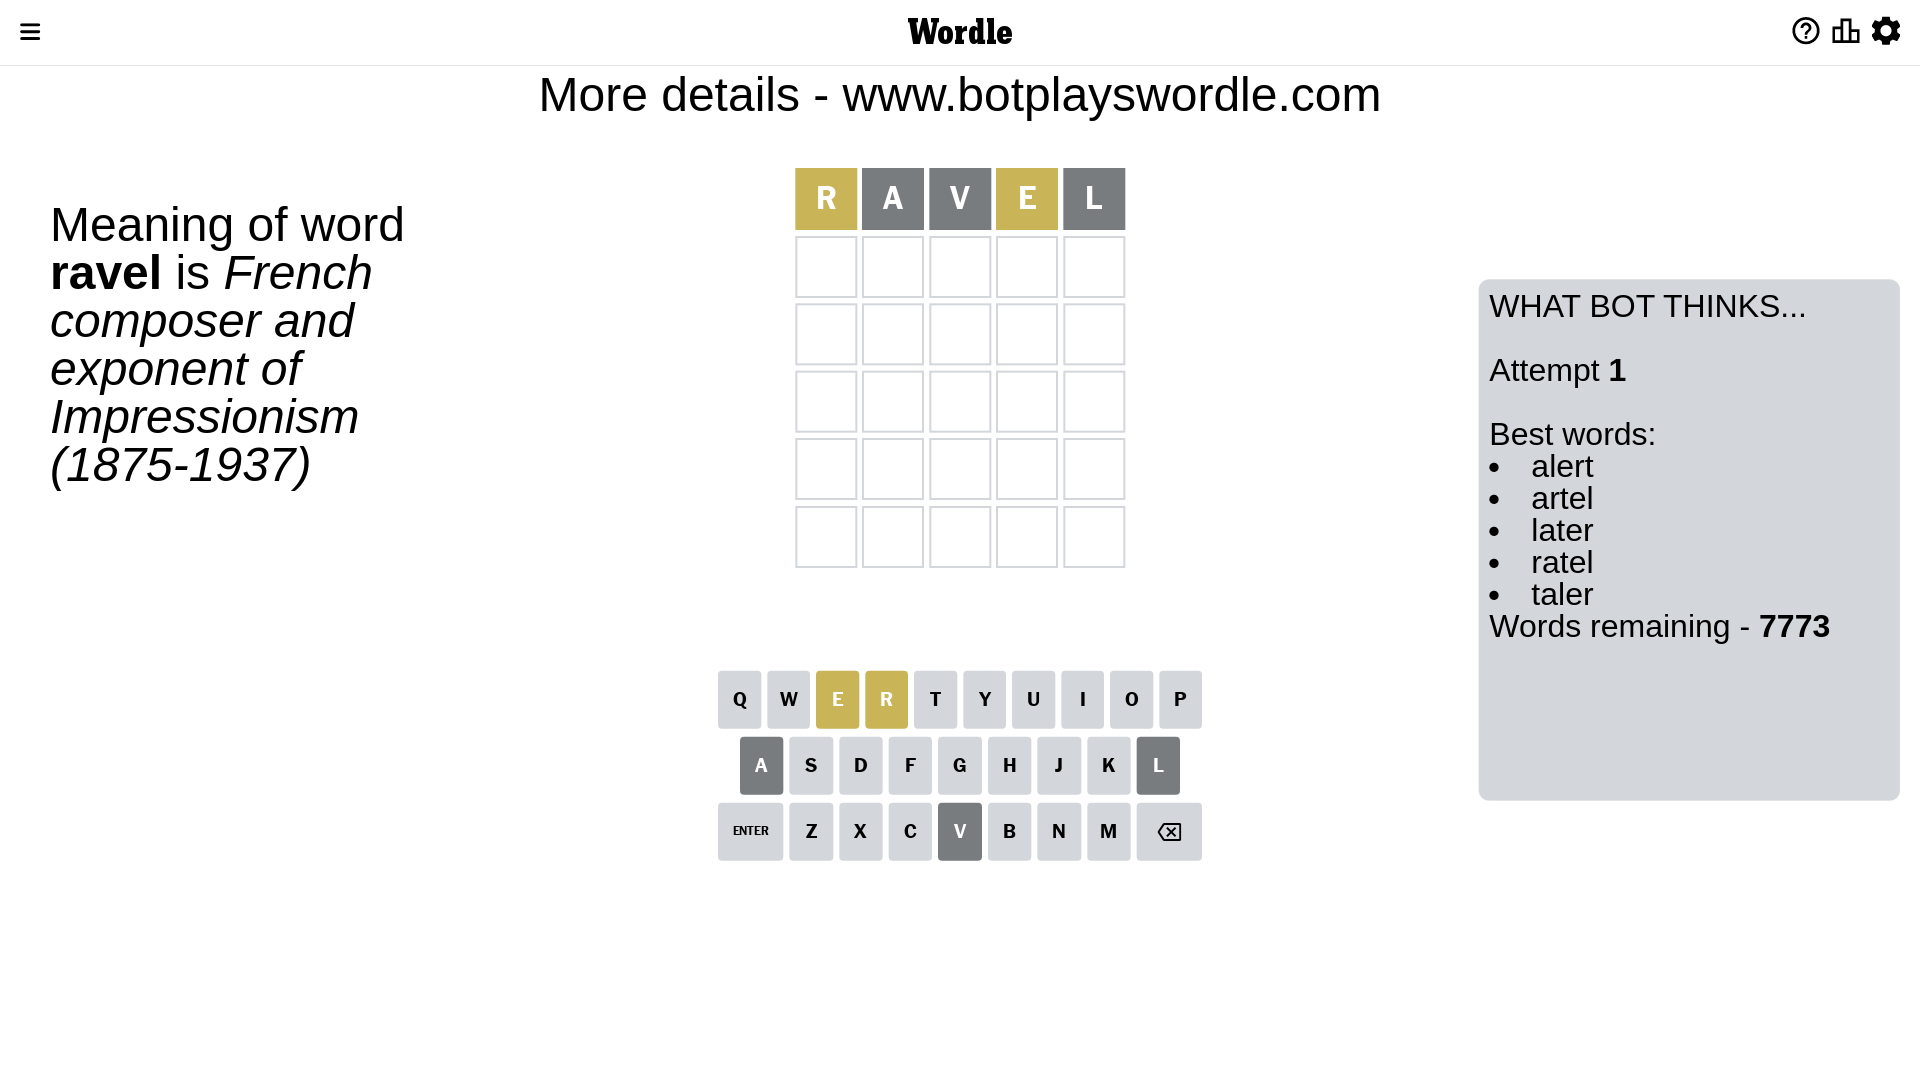 Wordle
More details - www.botplayswordle.com
Meaning of word
ravel is French
composer and
exponent of
Impressionism
(1875-1937)
R A V E L
WHAT BOT THINKS...
Attempt 1
Best words:
• alert
• artel
• later
• ratel
• taler
Words remaining - 7773
Q W E R T Y U I O P
A S D F G H J K L
ENTER Z X C V B N M